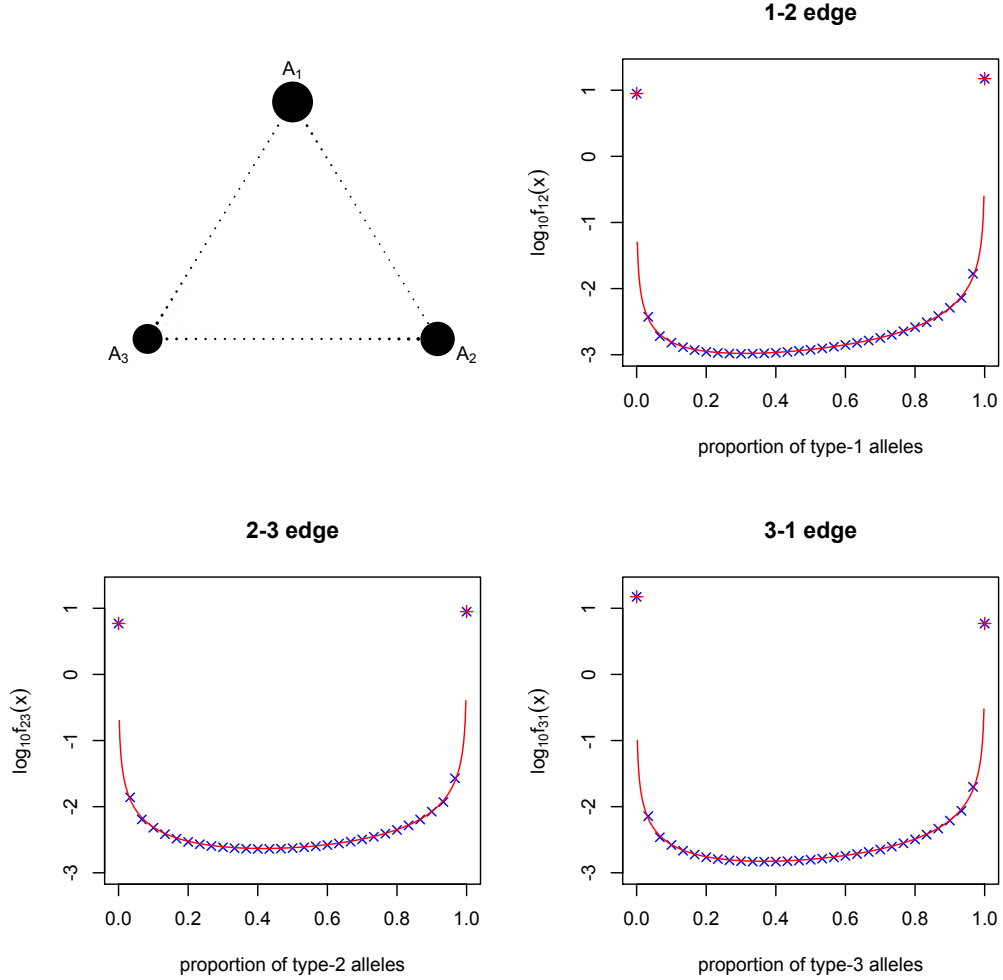 A₁
A₃
A₂
1-2 edge
log₁₀f₁₂(x)
1
0
-1
-2
-3
0.0 0.2 0.4 0.6 0.8 1.0
proportion of type-1 alleles
2-3 edge
log₁₀f₂₃(x)
1
0
-1
-2
-3
0.0 0.2 0.4 0.6 0.8 1.0
proportion of type-2 alleles
3-1 edge
log₁₀f₃₁(x)
1
0
-1
-2
-3
0.0 0.2 0.4 0.6 0.8 1.0
proportion of type-3 alleles